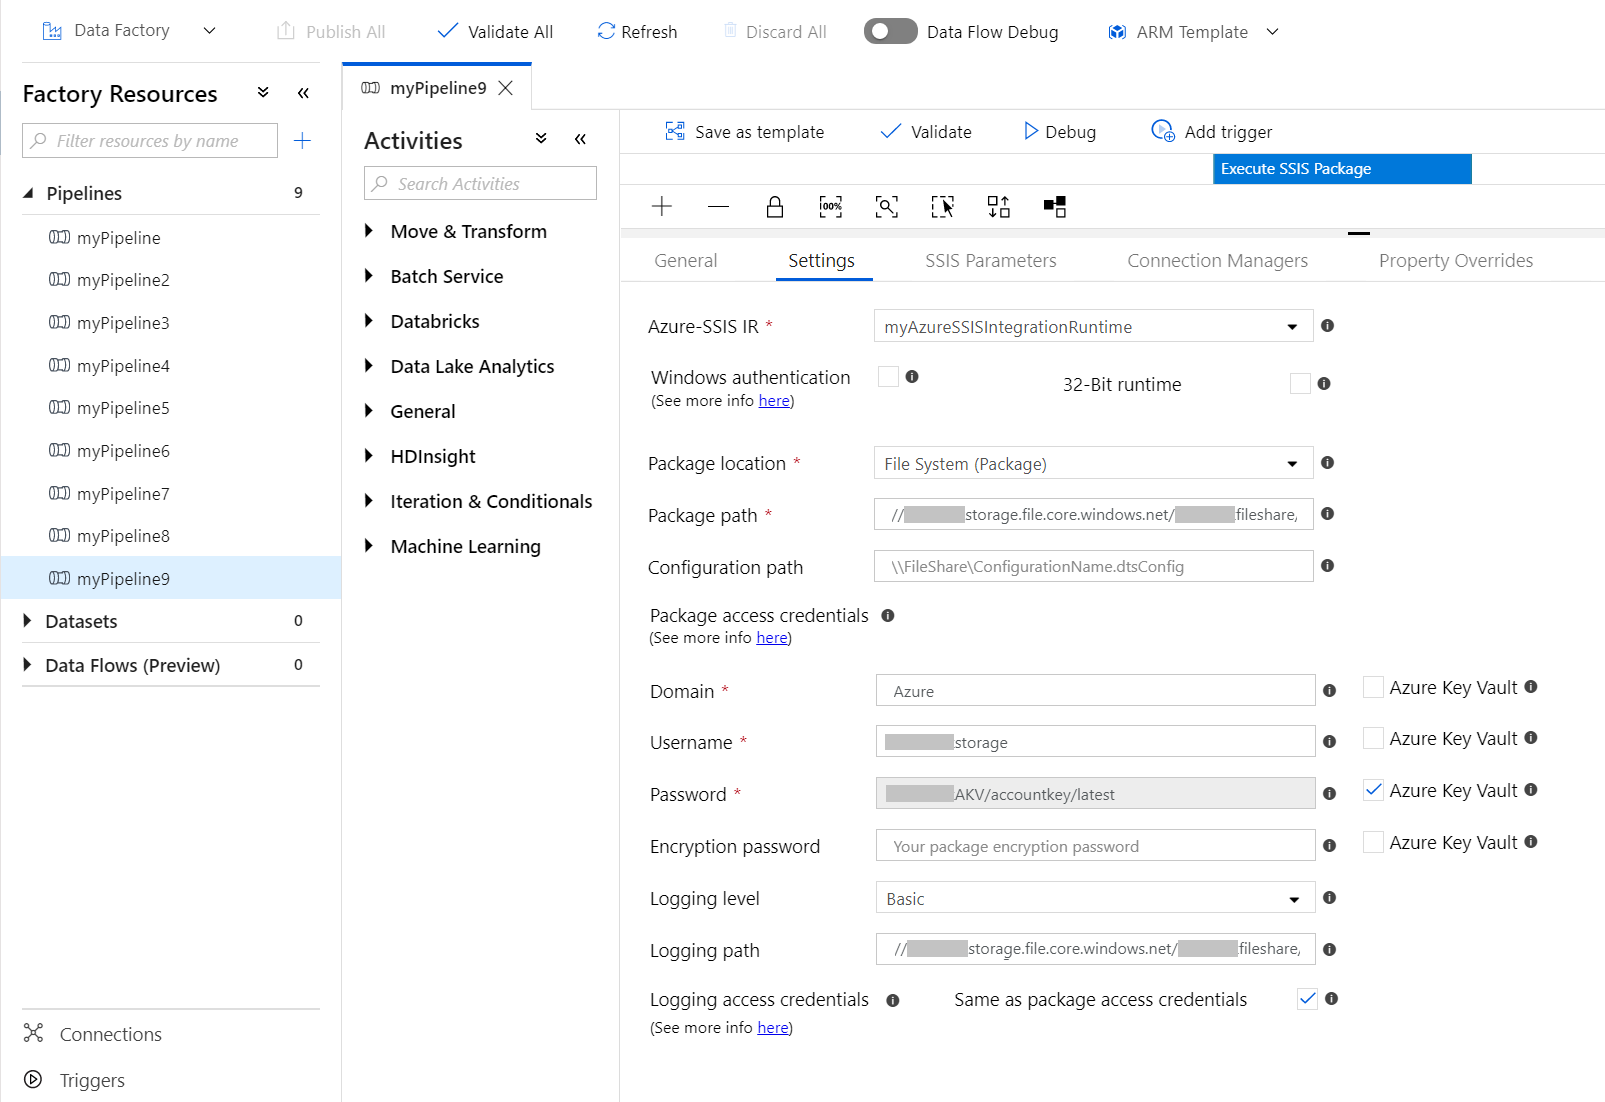 Data Factory
Publish All
Validate All
Refresh
Discard All
Data Flow Debug
ARM Template
Factory Resources
Filter resources by name
Pipelines 9
myPipeline
myPipeline2
myPipeline3
myPipeline4
myPipeline5
myPipeline6
myPipeline7
myPipeline8
myPipeline9
Datasets 0
Data Flows (Preview) 0
Connections
Triggers
myPipeline9
Activities
Search Activities
Move & Transform
Batch Service
Databricks
Data Lake Analytics
General
HDInsight
Iteration & Conditionals
Machine Learning
Save as template
Validate
Debug
Add trigger
Execute SSIS Package
100%
General
Settings
SSIS Parameters
Connection Managers
Property Overrides
Azure-SSIS IR *
myAzureSSISIntegrationRuntime
Windows authentication
(See more info here)
32-Bit runtime
Package location *
File System (Package)
Package path *
// storage.file.core.windows.net/ fileshare/
Configuration path
\\FileShare\ConfigurationName.dtsConfig
Package access credentials
(See more info here)
Domain *
Azure
Azure Key Vault
Username *
storage
Azure Key Vault
Password *
AKV/accountkey/latest
Azure Key Vault
Encryption password
Your package encryption password
Azure Key Vault
Logging level
Basic
Logging path
// storage.file.core.windows.net/ fileshare/
Logging access credentials
Same as package access credentials
(See more info here)